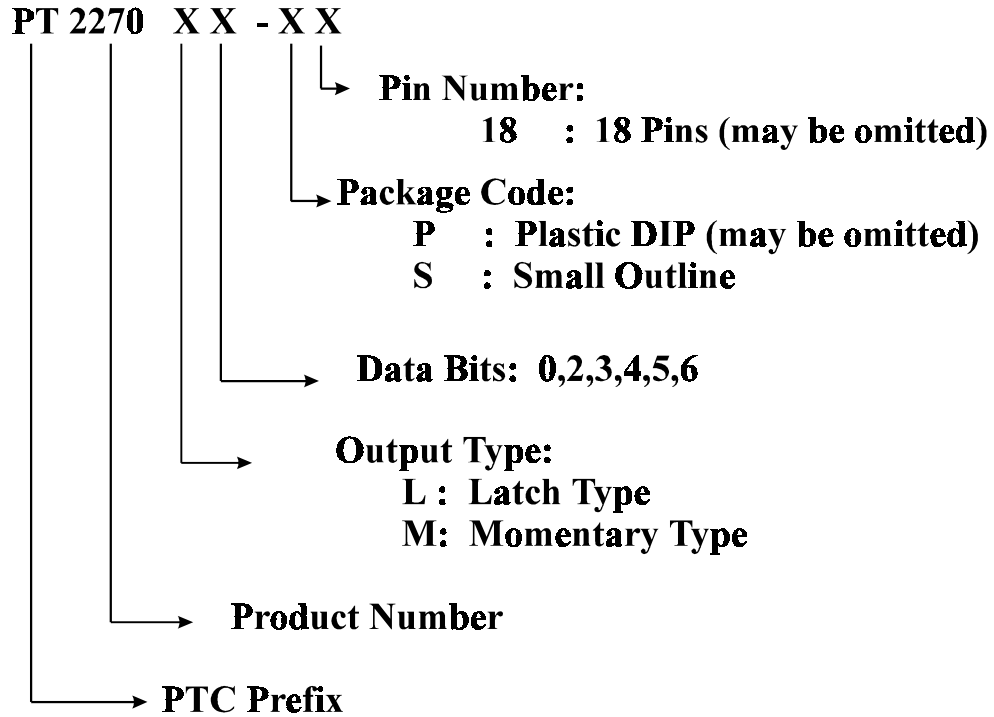 PT 2270 X X - X X
Pin Number:
18 : 18 Pins (may be omitted)
Package Code:
P : Plastic DIP (may be omitted)
S : Small Outline
Data Bits: 0,2,3,4,5,6
Output Type:
L : Latch Type
M: Momentary Type
Product Number
PTC Prefix